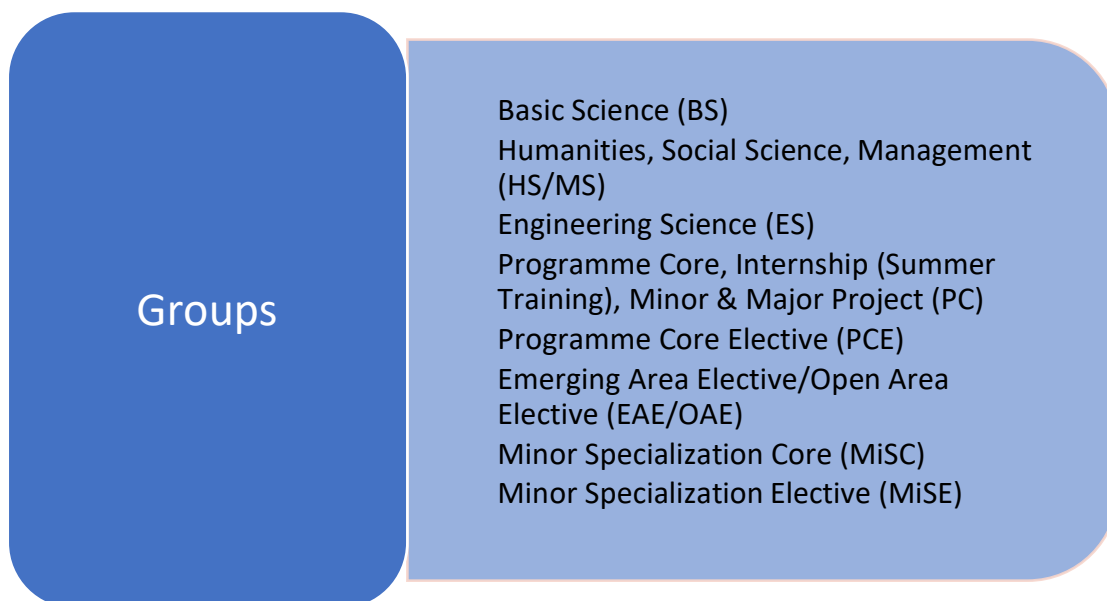 Groups
Basic Science (BS)
Humanities, Social Science, Management
(HS/MS)
Engineering Science (ES)
Programme Core, Internship (Summer
Training), Minor & Major Project (PC)
Programme Core Elective (PCE)
Emerging Area Elective/Open Area
Elective (EAE/OAE)
Minor Specialization Core (MiSC)
Minor Specialization Elective (MiSE)